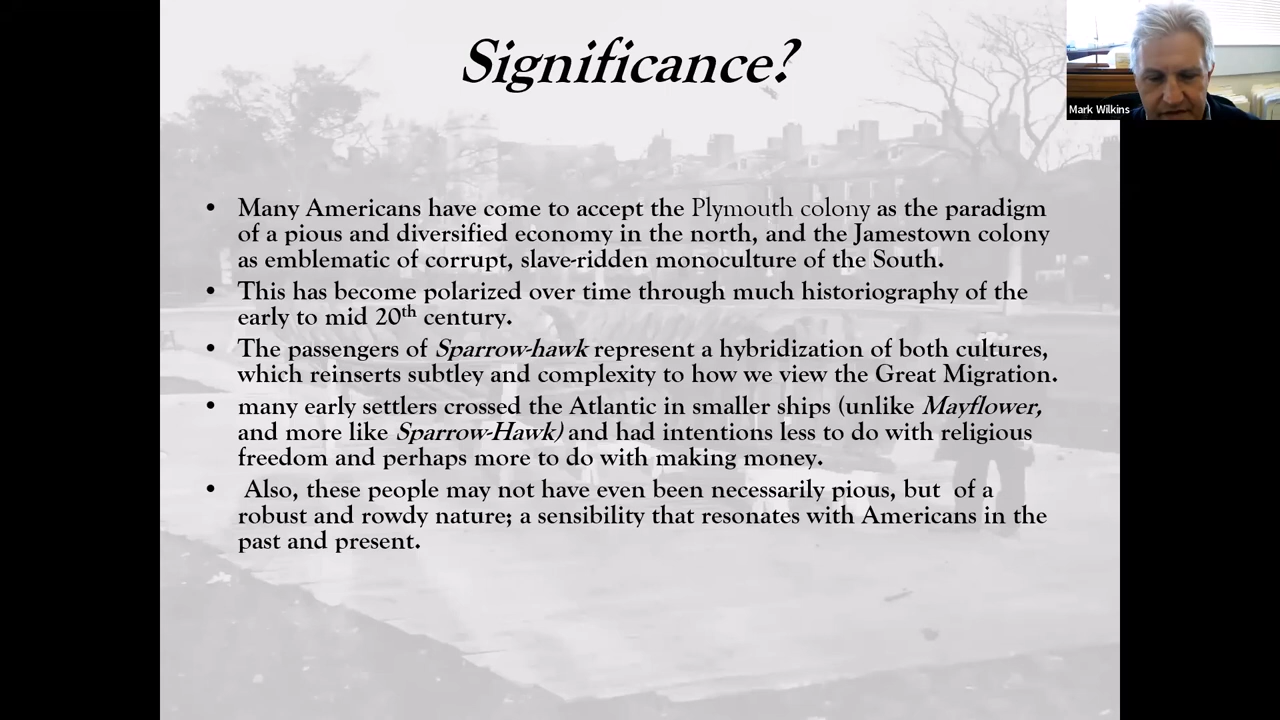 Significance?
Mark Wilkins
• Many Americans have come to accept the Plymouth colony as the paradigm
of a pious and diversified economy in the north, and the Jamestown colony
as emblematic of corrupt, slave-ridden monoculture of the South.
• This has become polarized over time through much historiography of the
early to mid 20th century.
• The passengers of Sparrow-hawk represent a hybridization of both cultures,
which reinserts subtley and complexity to how we view the Great Migration.
• many early settlers crossed the Atlantic in smaller ships (unlike Mayflower,
and more like Sparrow-Hawk) and had intentions less to do with religious
freedom and perhaps more to do with making money.
• Also, these people may not have even been necessarily pious, but of a
robust and rowdy nature; a sensibility that resonates with Americans in the
past and present.